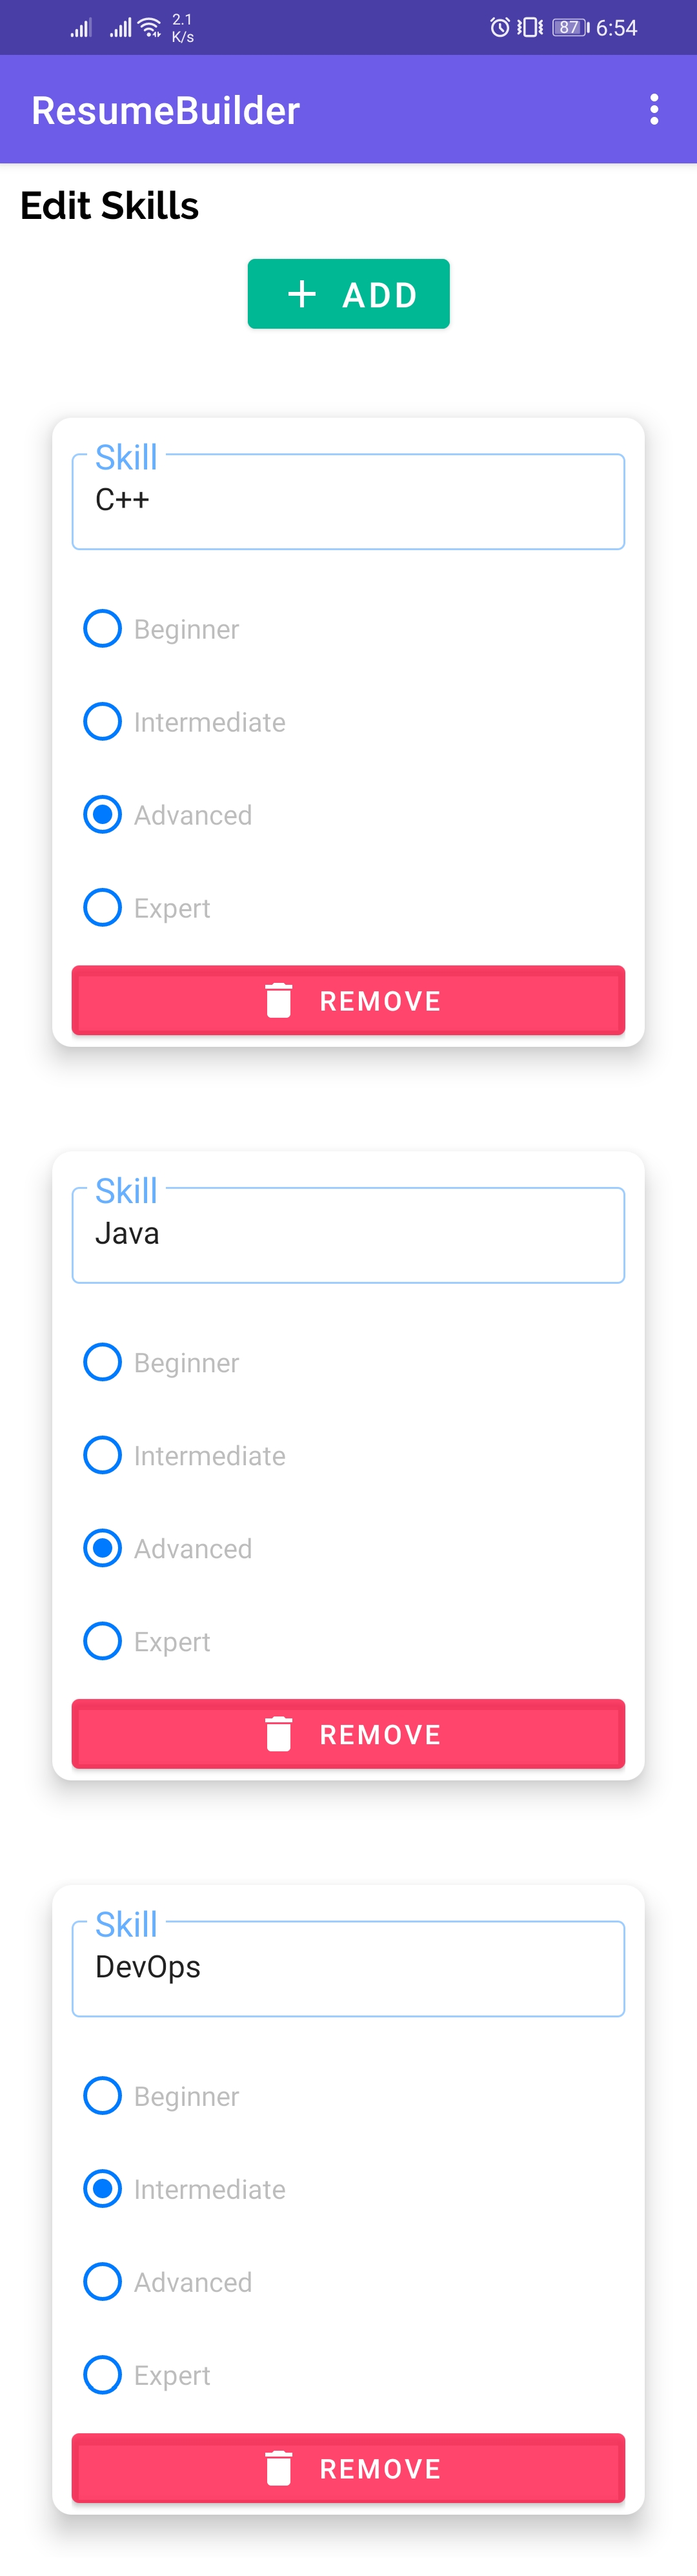 2.1
K/s
87
6:54
ResumeBuilder
Edit Skills
+ ADD
Skill
C++
Beginner
Intermediate
Advanced
Expert
REMOVE
Skill
Java
Beginner
Intermediate
Advanced
Expert
REMOVE
Skill
DevOps
Beginner
Intermediate
Advanced
Expert
REMOVE